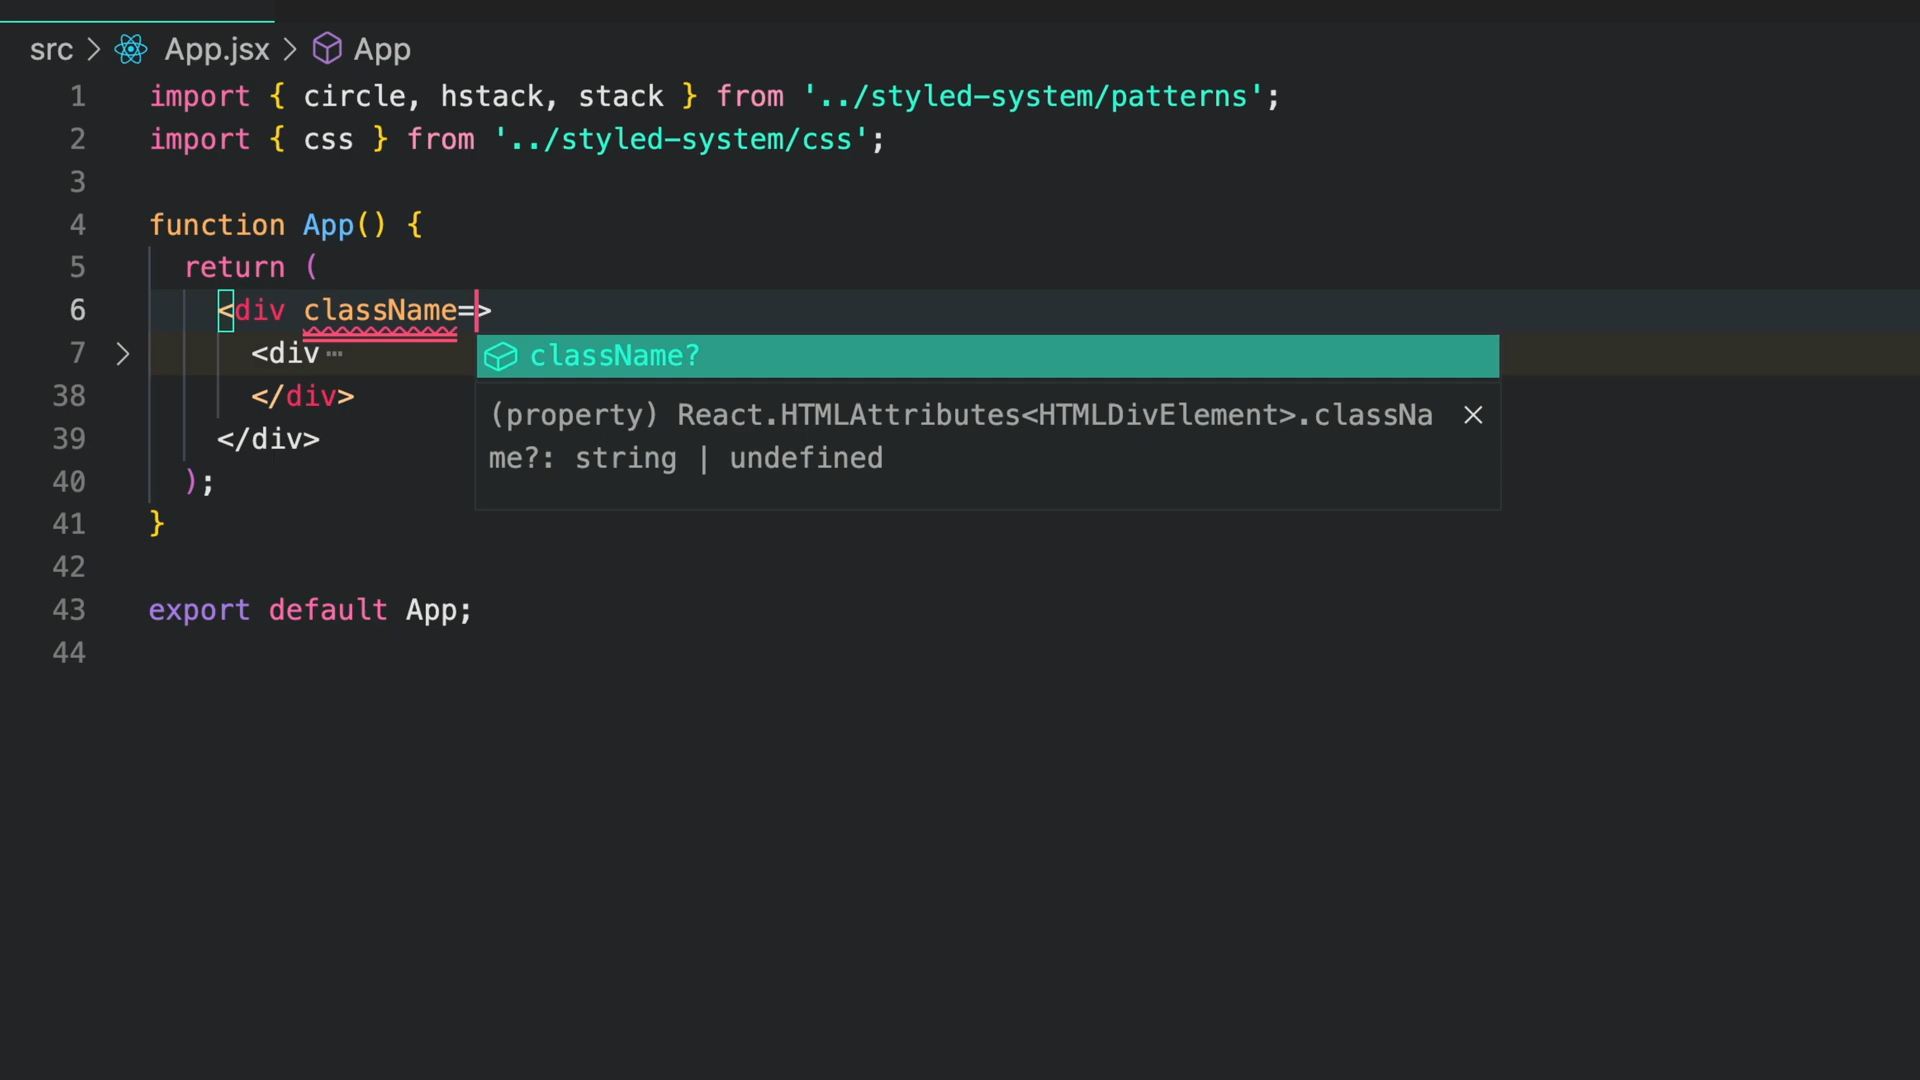 src > App.jsx > App
1 import { circle, hstack, stack } from '../styled-system/patterns';
2 import { css } from '../styled-system/css';
3
4 function App() {
5 return (
6 <div className=>
className?
7 <div ⋯
(property) React.HTMLAttributes<HTMLDivElement>.classNa
me?: string | undefined
38 </div>
39 </div>
40 );
41 }
42
43 export default App;
44